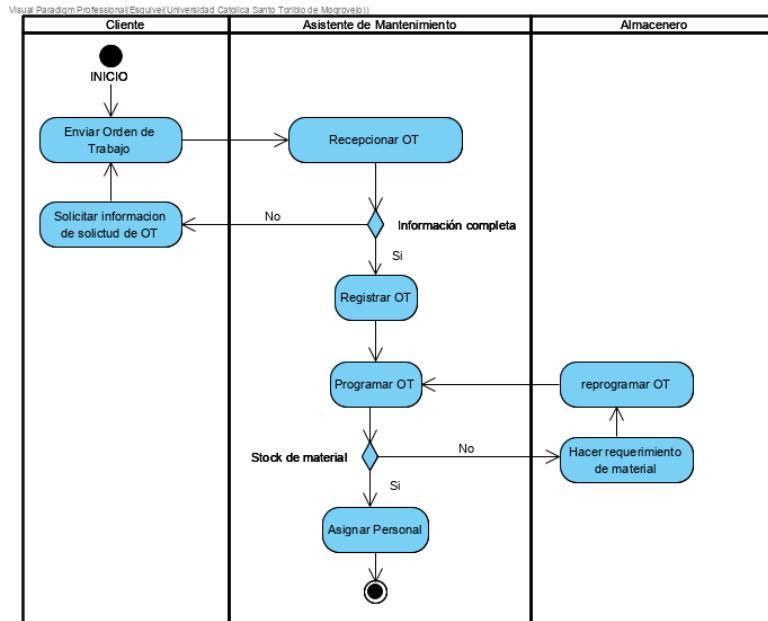 Visual Paradigm Professional(Esquivel(Universidad Catolica Santo Toribio de Mogrovejo))
Cliente
Asistente de Mantenimiento
Almacenero
INICIO
Enviar Orden de
Trabajo
Recepcionar OT
Solicitar informacion
de solictud de OT
No
Información completa
Si
Registrar OT
Programar OT
reprogramar OT
Stock de material
No
Hacer requerimiento
de material
Si
Asignar Personal